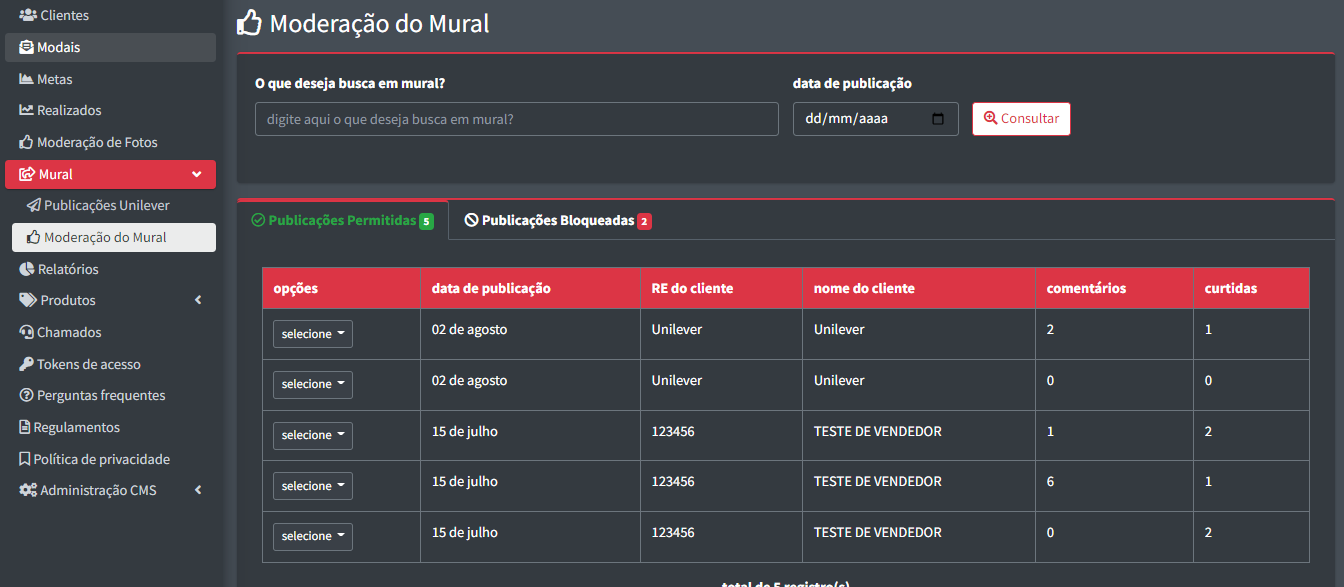 Clientes
Modais
Metas
Realizados
Moderação de Fotos
Mural
Publicações Unilever
Moderação do Mural
Relatórios
Produtos
Chamados
Tokens de acesso
Perguntas frequentes
Regulamentos
Política de privacidade
Administração CMS
Moderação do Mural
O que deseja busca em mural?
data de publicação
digite aqui o que deseja busca em mural?
dd/mm/aaaa
Consultar
Publicações Permitidas 5
Publicações Bloqueadas 2
opções data de publicação RE do cliente nome do cliente comentários curtidas
selecione 02 de agosto Unilever Unilever 2 1
selecione 02 de agosto Unilever Unilever 0 0
selecione 15 de julho 123456 TESTE DE VENDEDOR 1 2
selecione 15 de julho 123456 TESTE DE VENDEDOR 6 1
selecione 15 de julho 123456 TESTE DE VENDEDOR 0 2
total de 5 registro(s)